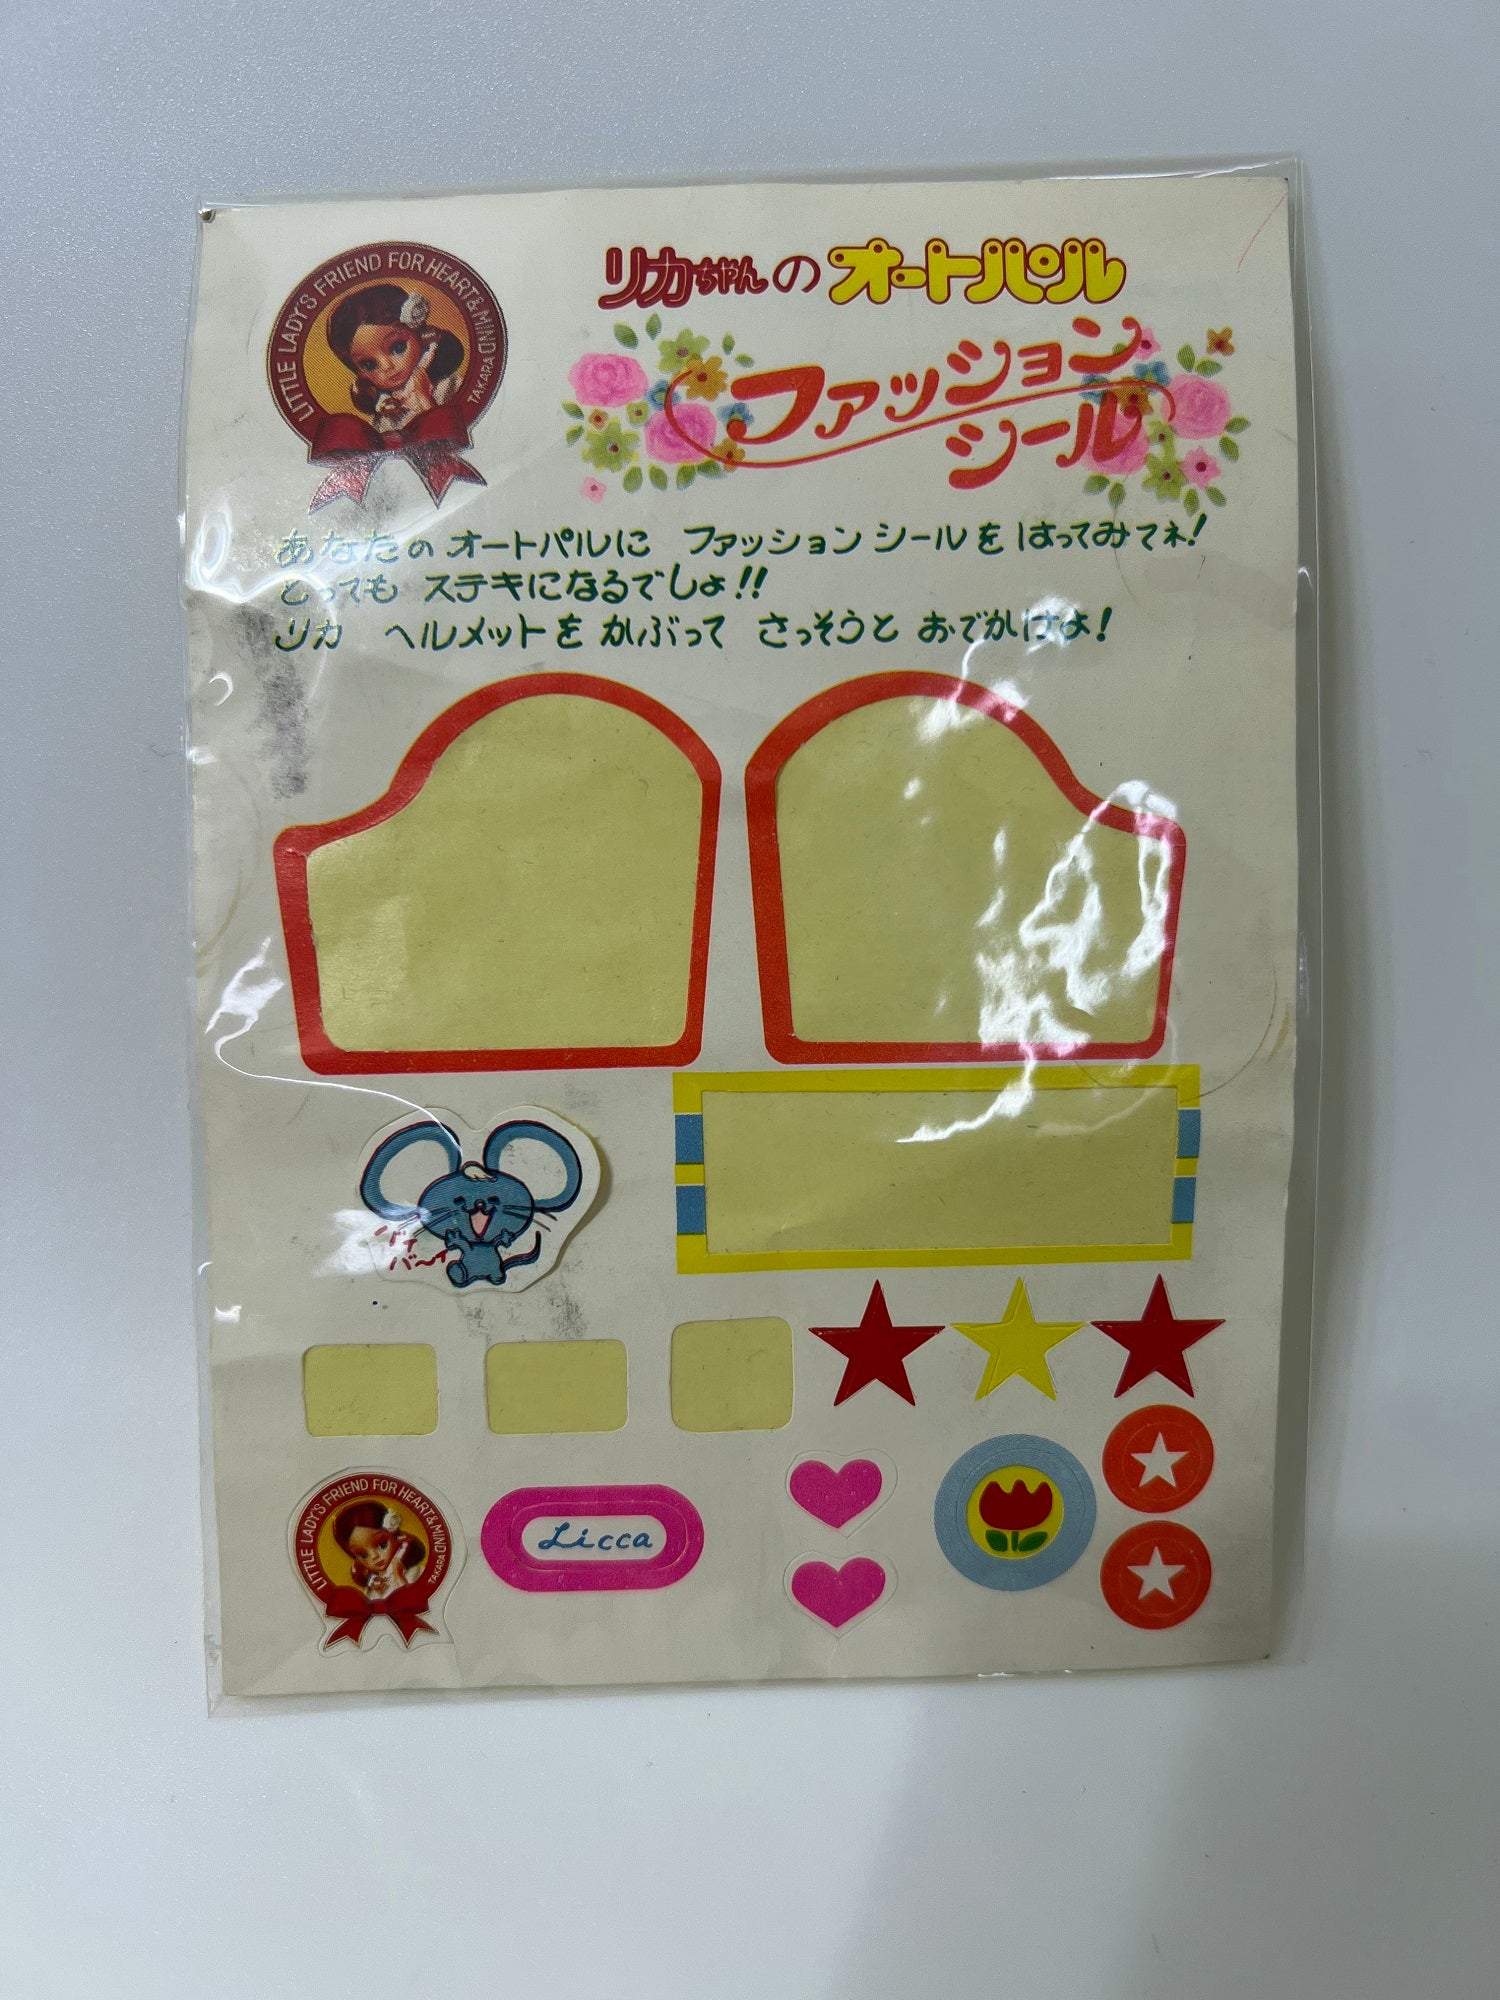 LITTLE LADY'S FRIEND FOR HEART & MIND TAKARA
リカちゃんのオートパル
ファッション
シール
あなたの オートパルに ファッションシールを はってみてネ!
とっても ステキになるでしょ!!
リカ ヘルメットを かぶって さっそうと おでかけよ!
バイ
バ〜イ
LITTLE LADY'S FRIEND FOR HEART & MIND TAKARA
Licca